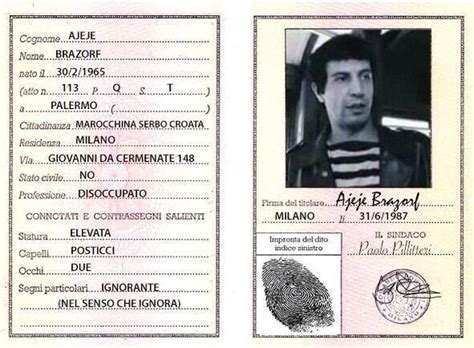 Cognome AJEJE
Nome BRAZORF
nato il 30/2/1965
(atto n. 113 P. Q S. T )
a PALERMO ( )
Cittadinanza MAROCCHINA SERBO CROATA
Residenza MILANO
Via GIOVANNI DA CERMENATE 148
Stato civile NO
Professione DISOCCUPATO
CONNOTATI E CONTRASSEGNI SALIENTI
Statura ELEVATA
Capelli POSTICCI
Occhi DUE
Segni particolari IGNORANTE
(NEL SENSO CHE IGNORA)
Firma del titolare Ajeje Brazorf
MILANO li 31/6/1987
Impronta del dito
indice sinistro
IL SINDACO
Paolo Pillitteri